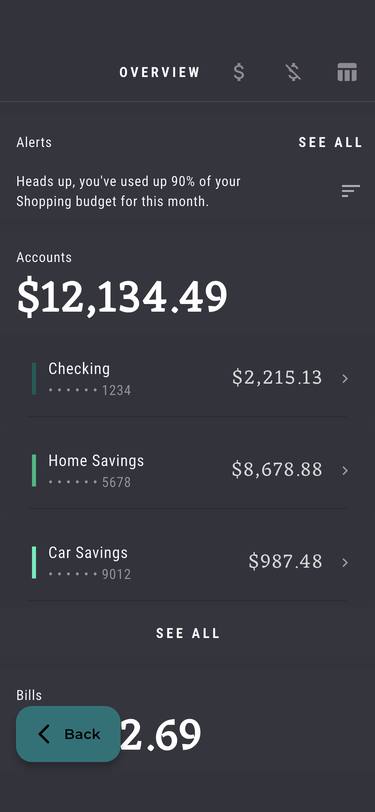 OVERVIEW
Alerts
SEE ALL
Heads up, you've used up 90% of your
Shopping budget for this month.
Accounts
$12,134.49
Checking
$2,215.13
• • • • • • 1234
Home Savings
$8,678.88
• • • • • • 5678
Car Savings
$987.48
• • • • • • 9012
SEE ALL
Bills
Back
2.69